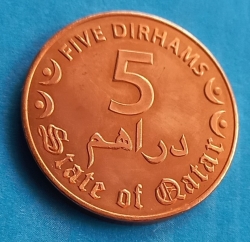 FIVE DIRHAMS
5
دراهم
State of Qatar